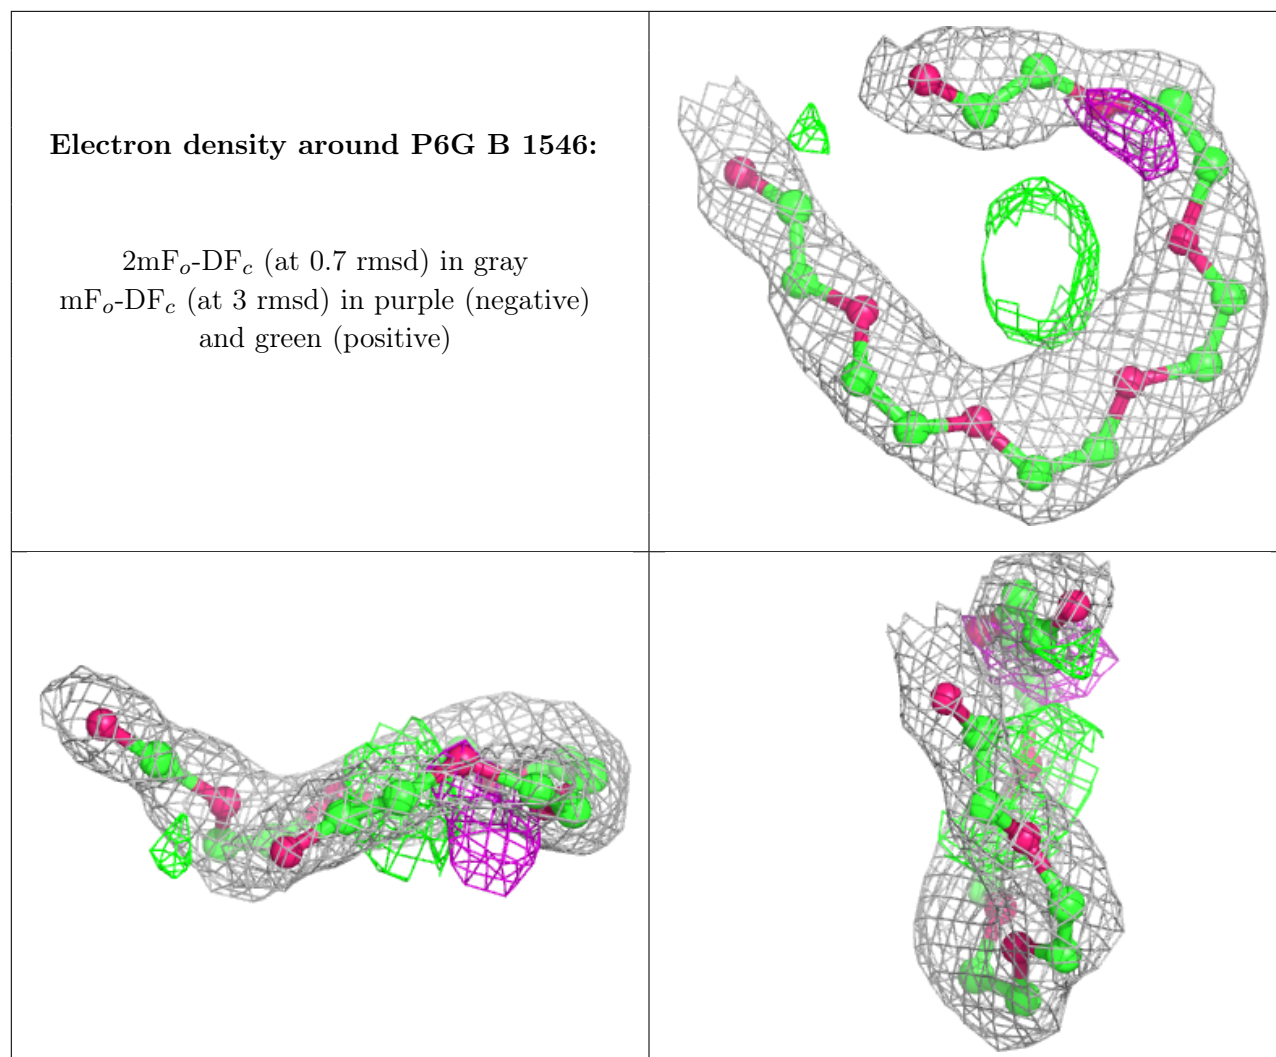 Electron density around P6G B 1546:
2mFₒ-DF𝒸 (at 0.7 rmsd) in gray
mFₒ-DF𝒸 (at 3 rmsd) in purple (negative)
and green (positive)